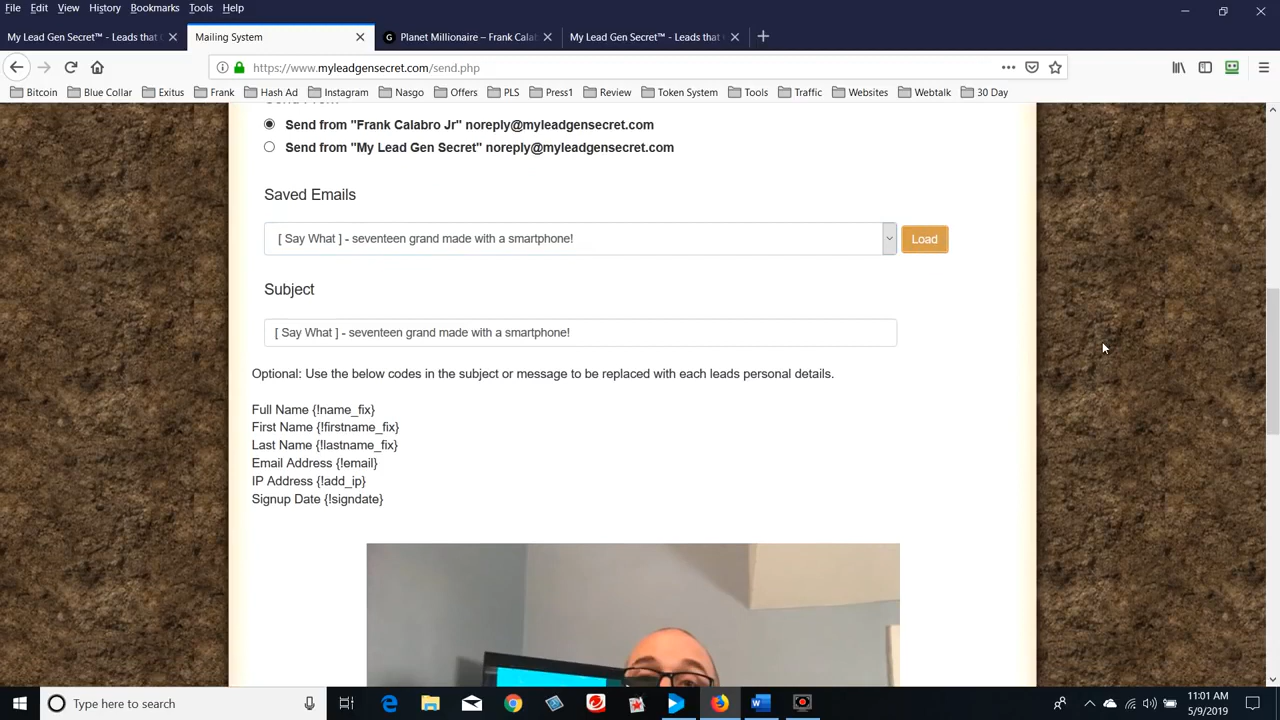 File Edit View History Bookmarks Tools Help
My Lead Gen Secret™ - Leads that
Mailing System
Planet Millionaire – Frank Calab
My Lead Gen Secret™ - Leads that
https://www.myleadgensecret.com/send.php
Bitcoin Blue Collar Exitus Frank Hash Ad Instagram Nasgo Offers PLS Press1 Review Token System Tools Traffic Websites Webtalk 30 Day
Send from "Frank Calabro Jr" noreply@myleadgensecret.com
Send from "My Lead Gen Secret" noreply@myleadgensecret.com
Saved Emails
[ Say What ] - seventeen grand made with a smartphone!
Load
Subject
[ Say What ] - seventeen grand made with a smartphone!
Optional: Use the below codes in the subject or message to be replaced with each leads personal details.
Full Name {!name_fix}
First Name {!firstname_fix}
Last Name {!lastname_fix}
Email Address {!email}
IP Address {!add_ip}
Signup Date {!signdate}
Type here to search
11:01 AM
5/9/2019